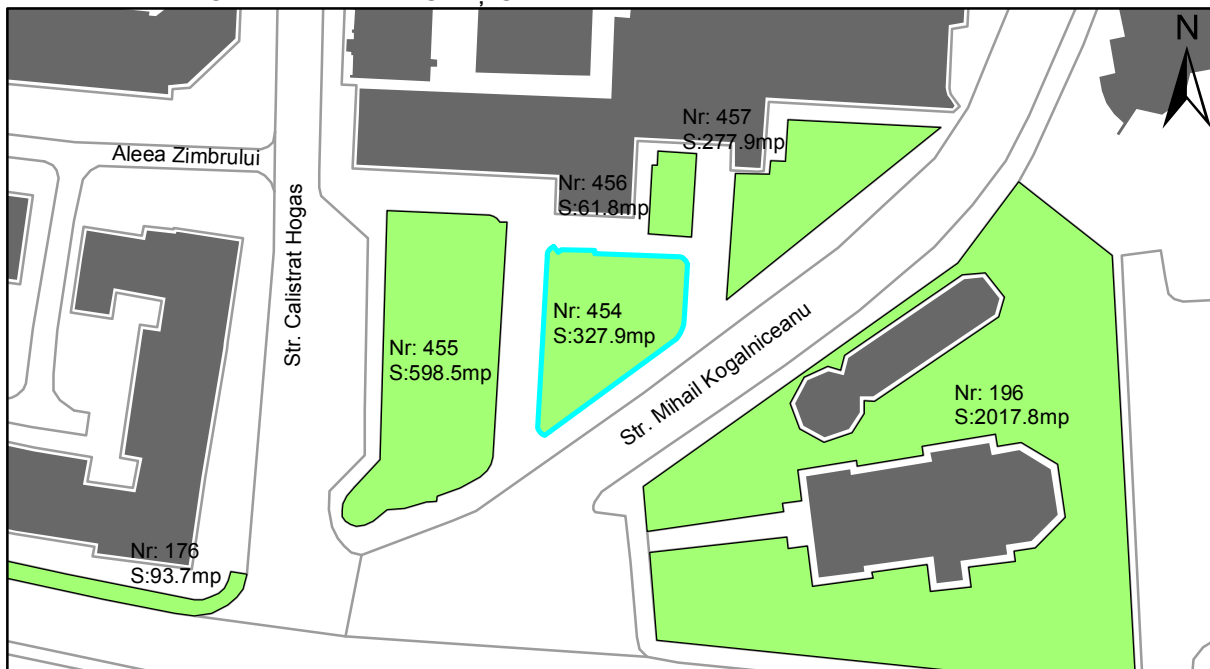 N
Nr: 457
S:277.9mp
Aleea Zimbrului
Nr: 456
S:61.8mp
Str. Calistrat Hogas
Nr: 454
S:327.9mp
Nr: 455
S:598.5mp
Str. Mihail Kogalniceanu
Nr: 196
S:2017.8mp
Nr: 176
S:93.7mp